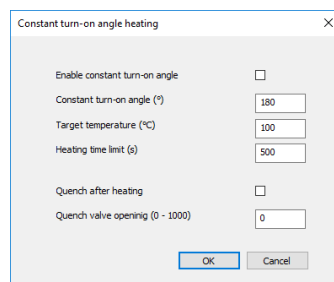 Constant turn-on angle heating
Enable constant turn-on angle
Constant turn-on angle (º) 180
Target temperature (ºC) 100
Heating time limit (s) 500
Quench after heating
Quench valve openinig (0 - 1000) 0
OK Cancel